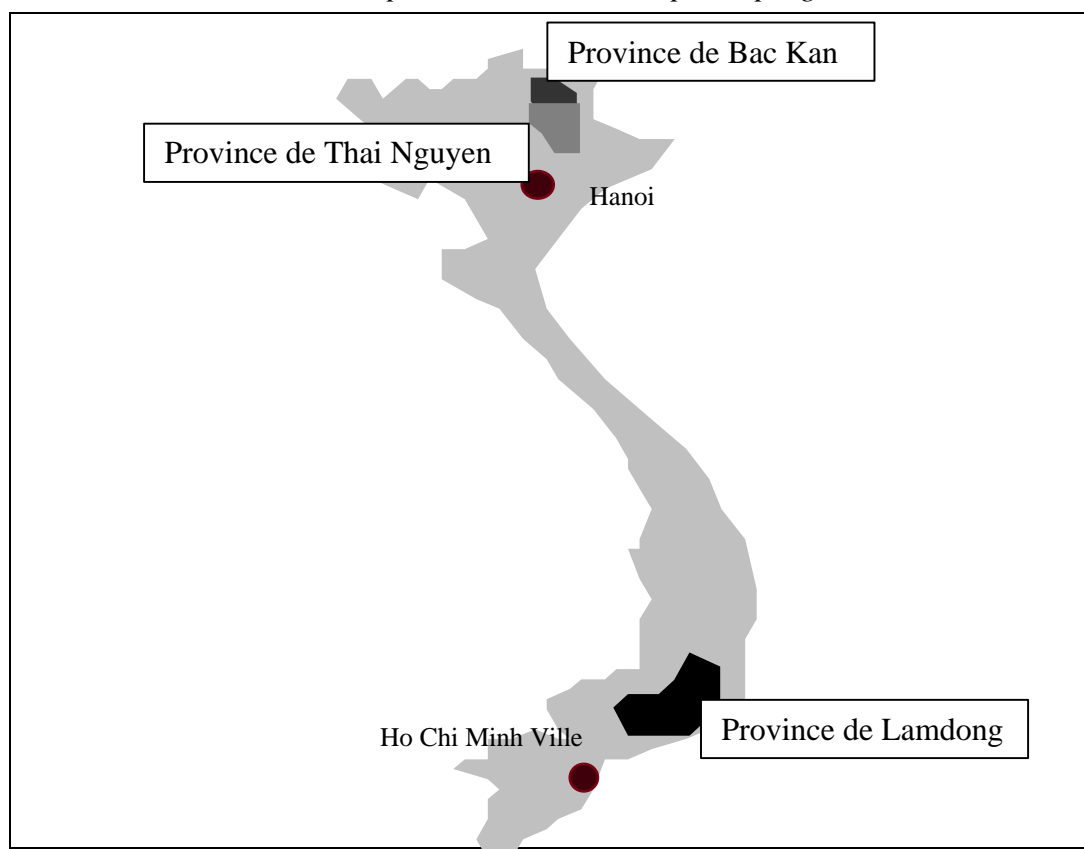 Province de Bac Kan
Province de Thai Nguyen
Hanoi
Ho Chi Minh Ville
Province de Lamdong